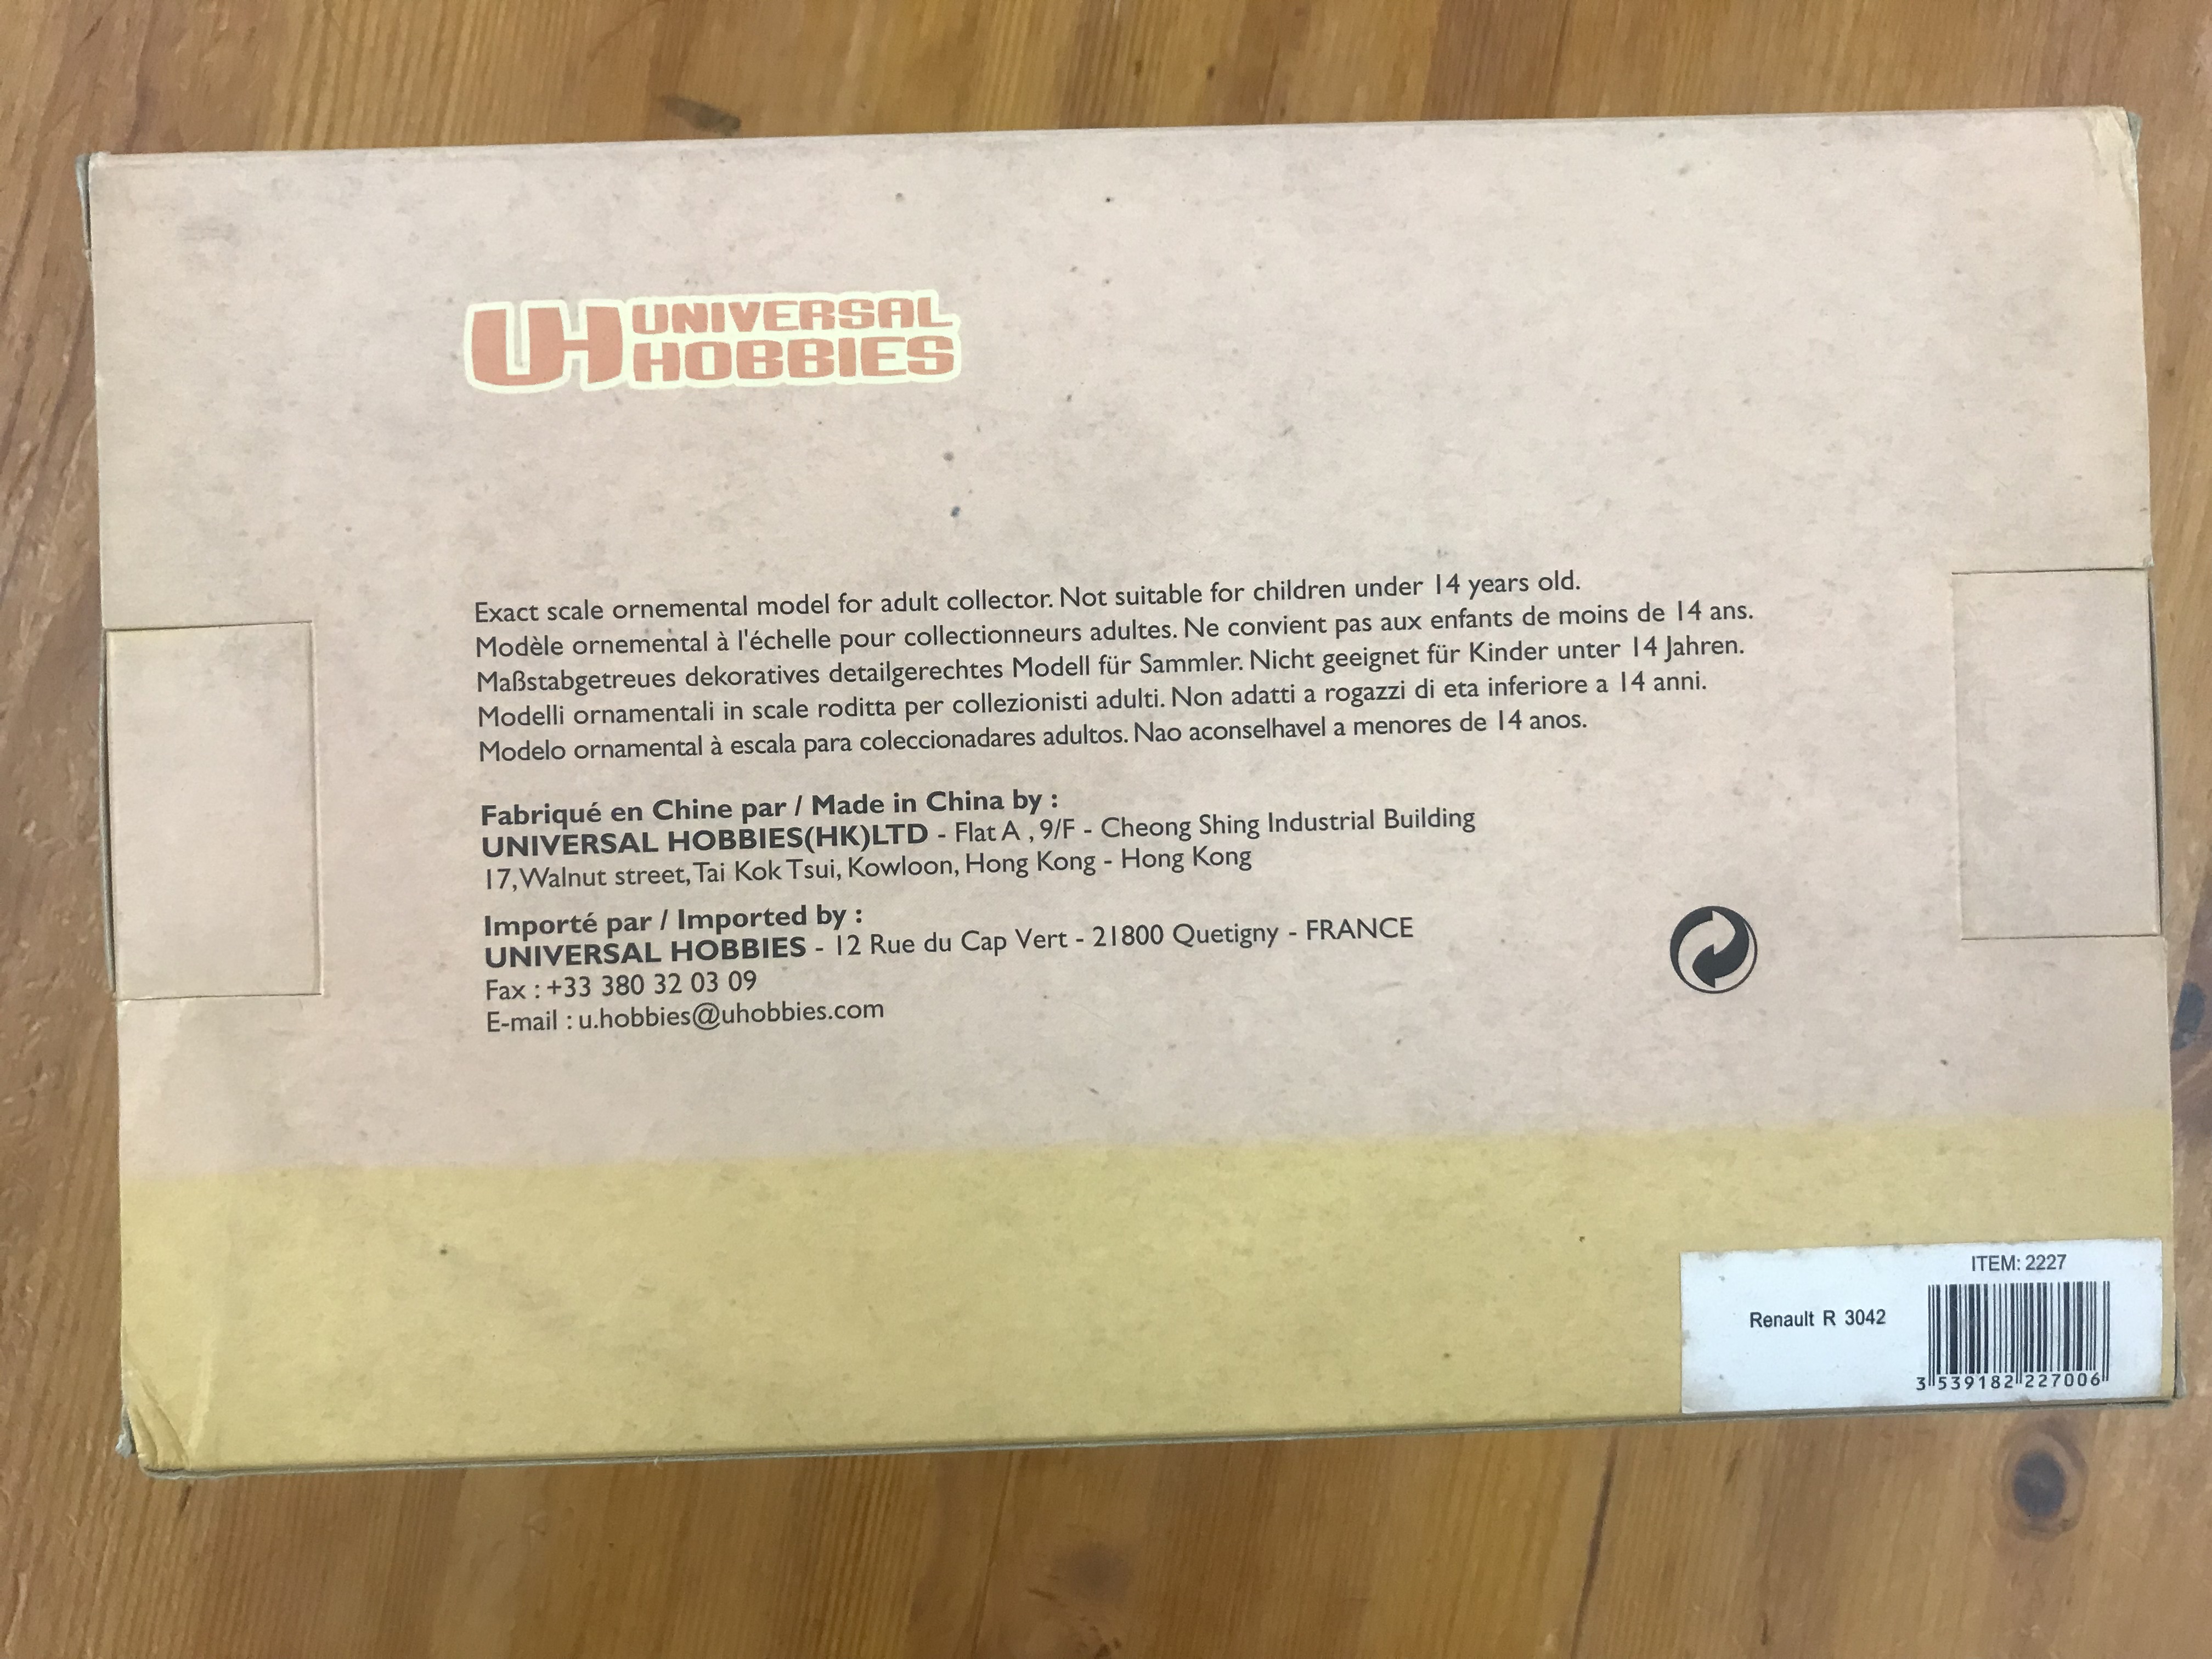 UH UNIVERSAL
HOBBIES
Exact scale ornemental model for adult collector. Not suitable for children under 14 years old.
Modèle ornemental à l'échelle pour collectionneurs adultes. Ne convient pas aux enfants de moins de 14 ans.
Maßstabgetreues dekoratives detailgerechtes Modell für Sammler. Nicht geeignet für Kinder unter 14 Jahren.
Modelli ornamentali in scale roditta per collezionisti adulti. Non adatti a rogazzi di eta inferiore a 14 anni.
Modelo ornamental à escala para coleccionadares adultos. Nao aconselhavel a menores de 14 anos.
Fabriqué en Chine par / Made in China by :
UNIVERSAL HOBBIES(HK)LTD - Flat A , 9/F - Cheong Shing Industrial Building
17,Walnut street, Tai Kok Tsui, Kowloon, Hong Kong - Hong Kong
Importé par / Imported by :
UNIVERSAL HOBBIES - 12 Rue du Cap Vert - 21800 Quetigny - FRANCE
Fax : +33 380 32 03 09
E-mail : u.hobbies@uhobbies.com
ITEM: 2227
Renault R 3042
3 539182 227006